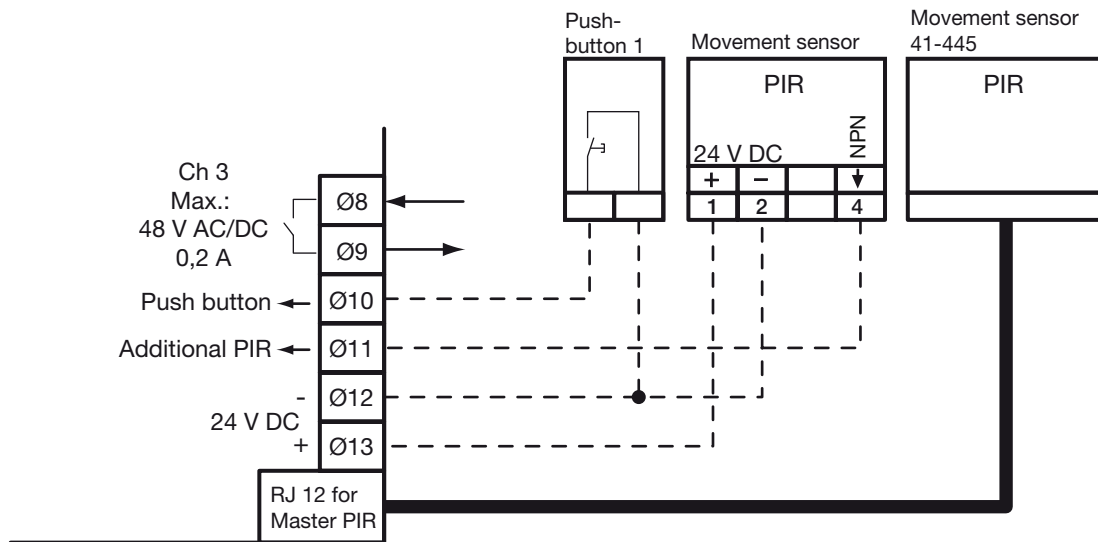 Push-
button 1
Movement sensor
Movement sensor
41-445
PIR
PIR
24 V DC
NPN
+ −
1 2 4
Ch 3
Max.:
48 V AC/DC
0,2 A
Ø8
Ø9
Push button
Ø10
Additional PIR
Ø11
-
Ø12
24 V DC
+
Ø13
RJ 12 for
Master PIR